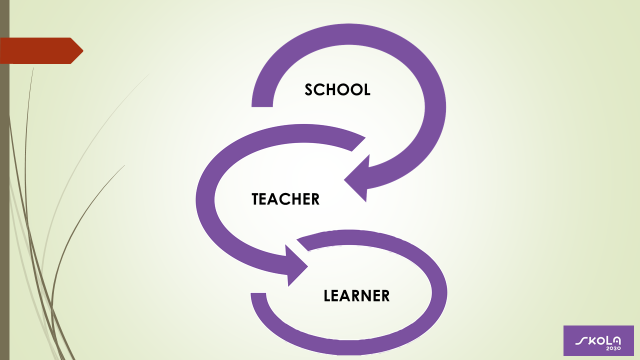 SCHOOL
TEACHER
LEARNER
SKOLA
2030